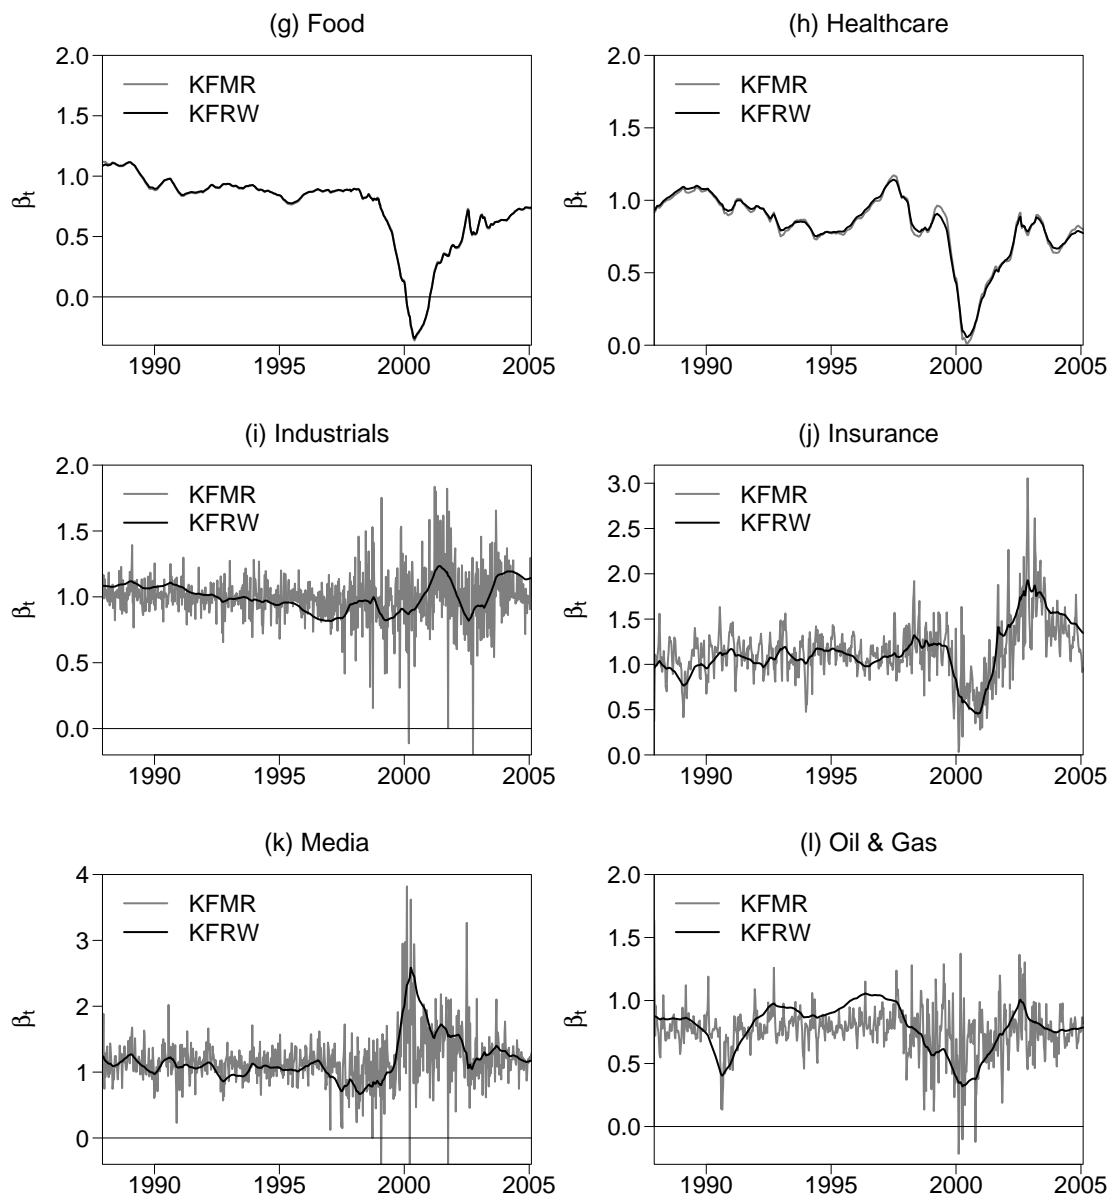 (g) Food
2.0
1.5
1.0
0.5
0.0
βt
KFMR
KFRW
1990 1995 2000 2005
(h) Healthcare
2.0
1.5
1.0
0.5
0.0
βt
KFMR
KFRW
1990 1995 2000 2005
(i) Industrials
2.0
1.5
1.0
0.5
0.0
βt
KFMR
KFRW
1990 1995 2000 2005
(j) Insurance
3.0
2.5
2.0
1.5
1.0
0.5
0.0
βt
KFMR
KFRW
1990 1995 2000 2005
(k) Media
4
3
2
1
0
βt
KFMR
KFRW
1990 1995 2000 2005
(l) Oil & Gas
2.0
1.5
1.0
0.5
0.0
βt
KFMR
KFRW
1990 1995 2000 2005